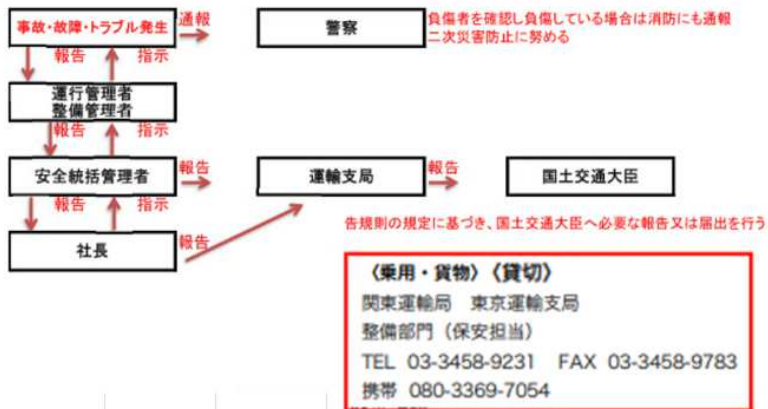 事故・故障・トラブル発生
通報
警察
負傷者を確認し負傷している場合は消防にも通報
二次災害防止に努める
報告
指示
運行管理者
整備管理者
報告
指示
安全統括管理者
報告
運輸支局
報告
国土交通大臣
報告
指示
告規則の規定に基づき、国土交通大臣へ必要な報告又は届出を行う
社長
報告
〈乗用・貨物〉〈貸切〉
関東運輸局 東京運輸支局
整備部門（保安担当）
TEL 03-3458-9231 FAX 03-3458-9783
携帯 080-3369-7054